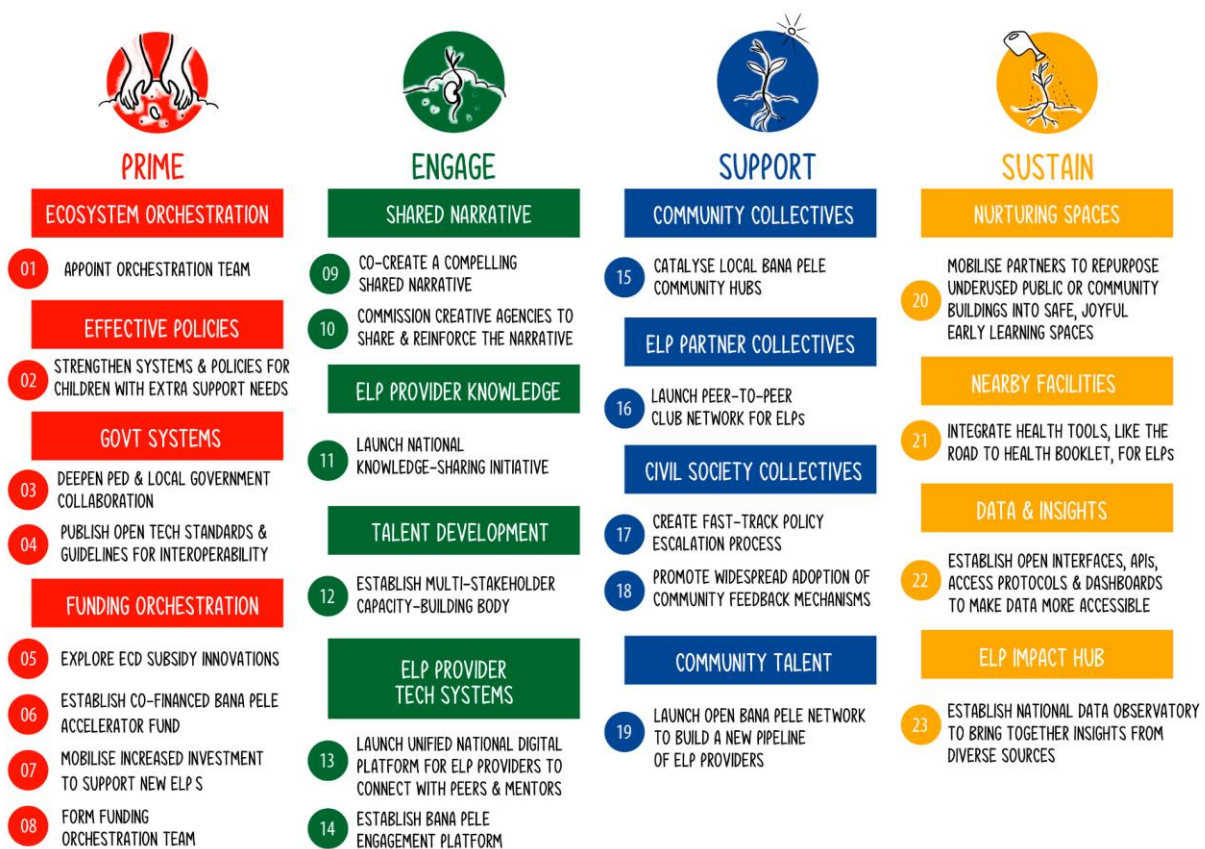 PRIME
ECOSYSTEM ORCHESTRATION
01
APPOINT ORCHESTRATION TEAM
EFFECTIVE POLICIES
02
STRENGTHEN SYSTEMS & POLICIES FOR
CHILDREN WITH EXTRA SUPPORT NEEDS
GOVT SYSTEMS
03
DEEPEN PED & LOCAL GOVERNMENT
COLLABORATION
04
PUBLISH OPEN TECH STANDARDS &
GUIDELINES FOR INTEROPERABILITY
FUNDING ORCHESTRATION
05
EXPLORE ECD SUBSIDY INNOVATIONS
06
ESTABLISH CO-FINANCED BANA PELE
ACCELERATOR FUND
07
MOBILISE INCREASED INVESTMENT
TO SUPPORT NEW ELP S
08
FORM FUNDING
ORCHESTRATION TEAM
ENGAGE
SHARED NARRATIVE
09
CO-CREATE A COMPELLING
SHARED NARRATIVE
10
COMMISSION CREATIVE AGENCIES TO
SHARE & REINFORCE THE NARRATIVE
ELP PROVIDER KNOWLEDGE
11
LAUNCH NATIONAL
KNOWLEDGE-SHARING INITIATIVE
TALENT DEVELOPMENT
12
ESTABLISH MULTI-STAKEHOLDER
CAPACITY-BUILDING BODY
ELP PROVIDER
TECH SYSTEMS
13
LAUNCH UNIFIED NATIONAL DIGITAL
PLATFORM FOR ELP PROVIDERS TO
CONNECT WITH PEERS & MENTORS
14
ESTABLISH BANA PELE
ENGAGEMENT PLATFORM
SUPPORT
COMMUNITY COLLECTIVES
15
CATALYSE LOCAL BANA PELE
COMMUNITY HUBS
ELP PARTNER COLLECTIVES
16
LAUNCH PEER-TO-PEER
CLUB NETWORK FOR ELPs
CIVIL SOCIETY COLLECTIVES
17
CREATE FAST-TRACK POLICY
ESCALATION PROCESS
18
PROMOTE WIDESPREAD ADOPTION OF
COMMUNITY FEEDBACK MECHANISMS
COMMUNITY TALENT
19
LAUNCH OPEN BANA PELE NETWORK
TO BUILD A NEW PIPELINE
OF ELP PROVIDERS
SUSTAIN
NURTURING SPACES
20
MOBILISE PARTNERS TO REPURPOSE
UNDERUSED PUBLIC OR COMMUNITY
BUILDINGS INTO SAFE, JOYFUL
EARLY LEARNING SPACES
NEARBY FACILITIES
21
INTEGRATE HEALTH TOOLS, LIKE THE
ROAD TO HEALTH BOOKLET, FOR ELPs
DATA & INSIGHTS
22
ESTABLISH OPEN INTERFACES, APIs,
ACCESS PROTOCOLS & DASHBOARDS
TO MAKE DATA MORE ACCESSIBLE
ELP IMPACT HUB
23
ESTABLISH NATIONAL DATA OBSERVATORY
TO BRING TOGETHER INSIGHTS FROM
DIVERSE SOURCES